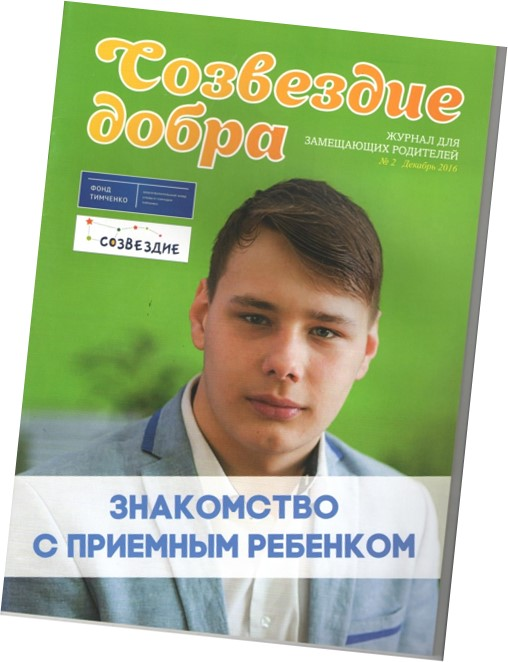 Созвездие
добра
ЖУРНАЛ ДЛЯ
ЗАМЕЩАЮЩИХ РОДИТЕЛЕЙ
№ 2 Декабрь 2016
ФОНД
ТИМЧЕНКО
СОЗВЕЗДИЕ
ЗНАКОМСТВО
С ПРИЕМНЫМ РЕБЕНКОМ